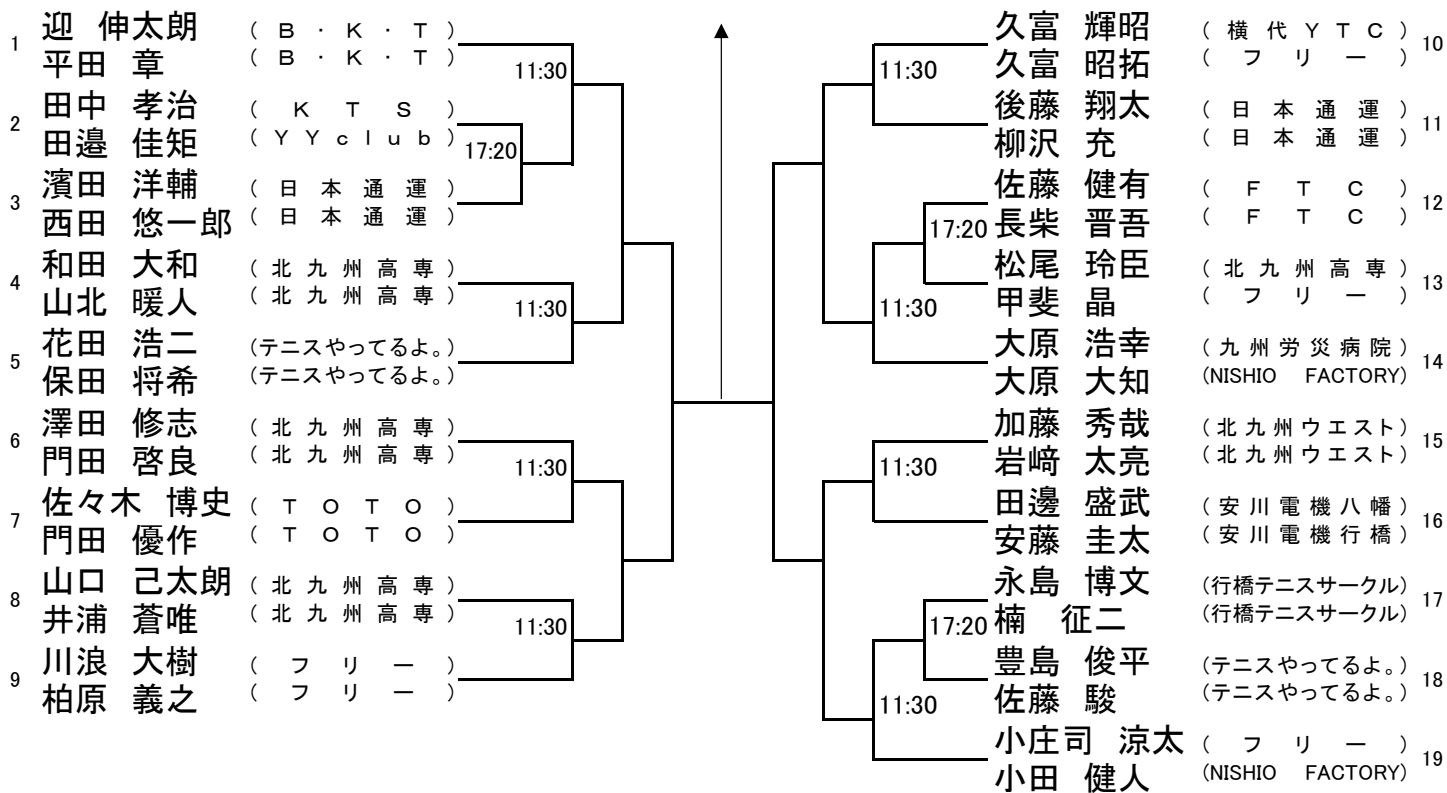 1
迎 伸太朗 (B・K・T)
平田 章 (B・K・T)
11:30
2
田中 孝治 (KTS)
田邉 佳矩 (YYclub)
17:20
3
濱田 洋輔 (日本通運)
西田 悠一郎 (日本通運)
4
和田 大和 (北九州高専)
山北 暖人 (北九州高専)
11:30
5
花田 浩二 (テニスやってるよ。)
保田 将希 (テニスやってるよ。)
6
澤田 修志 (北九州高専)
門田 啓良 (北九州高専)
11:30
7
佐々木 博史 (TOTO)
門田 優作 (TOTO)
8
山口 己太朗 (北九州高専)
井浦 蒼唯 (北九州高専)
11:30
9
川浪 大樹 (フリー)
柏原 義之 (フリー)
久富 輝昭 (横代YTC)
久富 昭拓 (フリー)
10
11:30
後藤 翔太 (日本通運)
柳沢 充 (日本通運)
11
佐藤 健有 (FTC)
長柴 晋吾 (FTC)
12
17:20
松尾 玲臣 (北九州高専)
甲斐 晶 (フリー)
13
11:30
大原 浩幸 (九州労災病院)
大原 大知 (NISHIO FACTORY)
14
加藤 秀哉 (北九州ウエスト)
岩﨑 太亮 (北九州ウエスト)
15
11:30
田邊 盛武 (安川電機八幡)
安藤 圭太 (安川電機行橋)
16
永島 博文 (行橋テニスサークル)
楠 征二 (行橋テニスサークル)
17
17:20
豊島 俊平 (テニスやってるよ。)
佐藤 駿 (テニスやってるよ。)
18
11:30
小庄司 涼太 (フリー)
小田 健人 (NISHIO FACTORY)
19